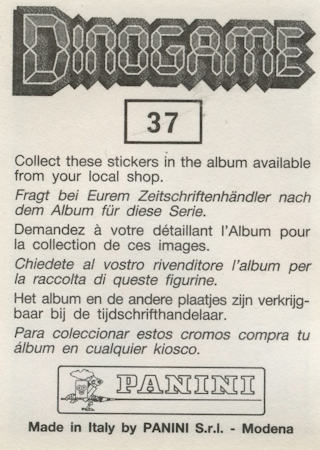 DINOGAME
37
Collect these stickers in the album available
from your local shop.
Fragt bei Eurem Zeitschriftenhändler nach
dem Album für diese Serie.
Demandez à votre détaillant l'Album pour
la collection de ces images.
Chiedete al vostro rivenditore l'album per
la raccolta di queste figurine.
Het album en de andere plaatjes zijn verkrijg-
baar bij de tijdschrifthandelaar.
Para coleccionar estos cromos compra tu
álbum en cualquier kiosco.
PANINI
Made in Italy by PANINI S.r.l. - Modena